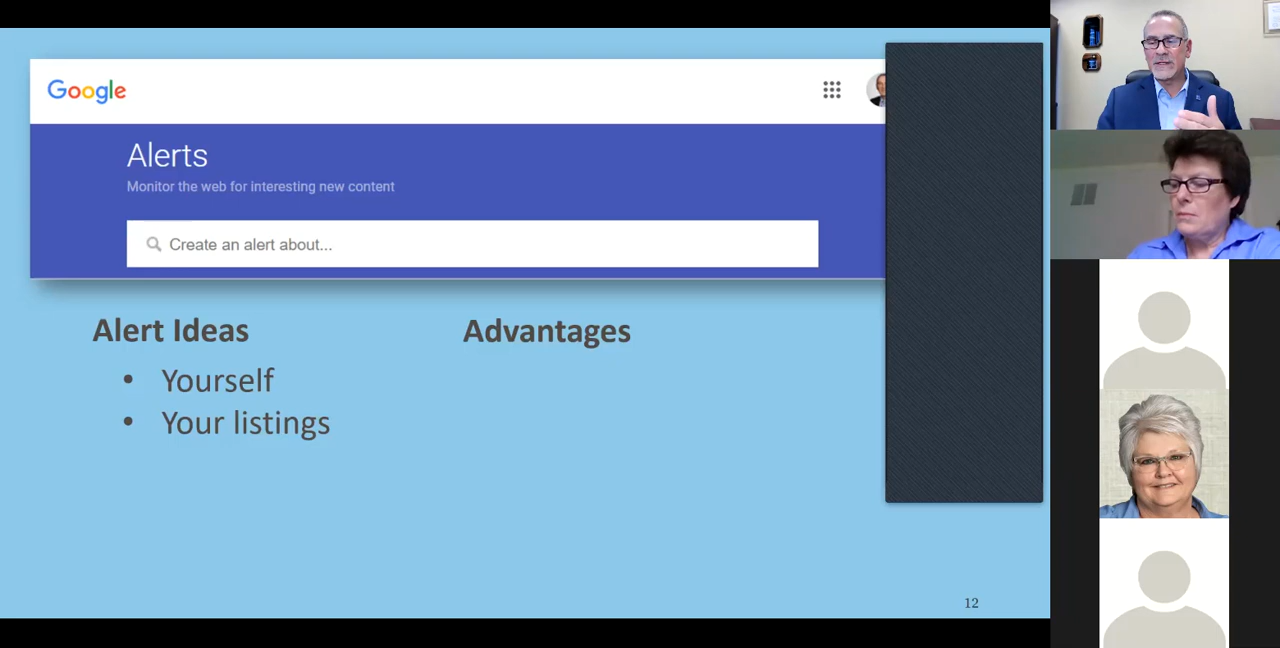 Google
Alerts
Monitor the web for interesting new content
Create an alert about...
Alert Ideas
Advantages
• Yourself
• Your listings
12